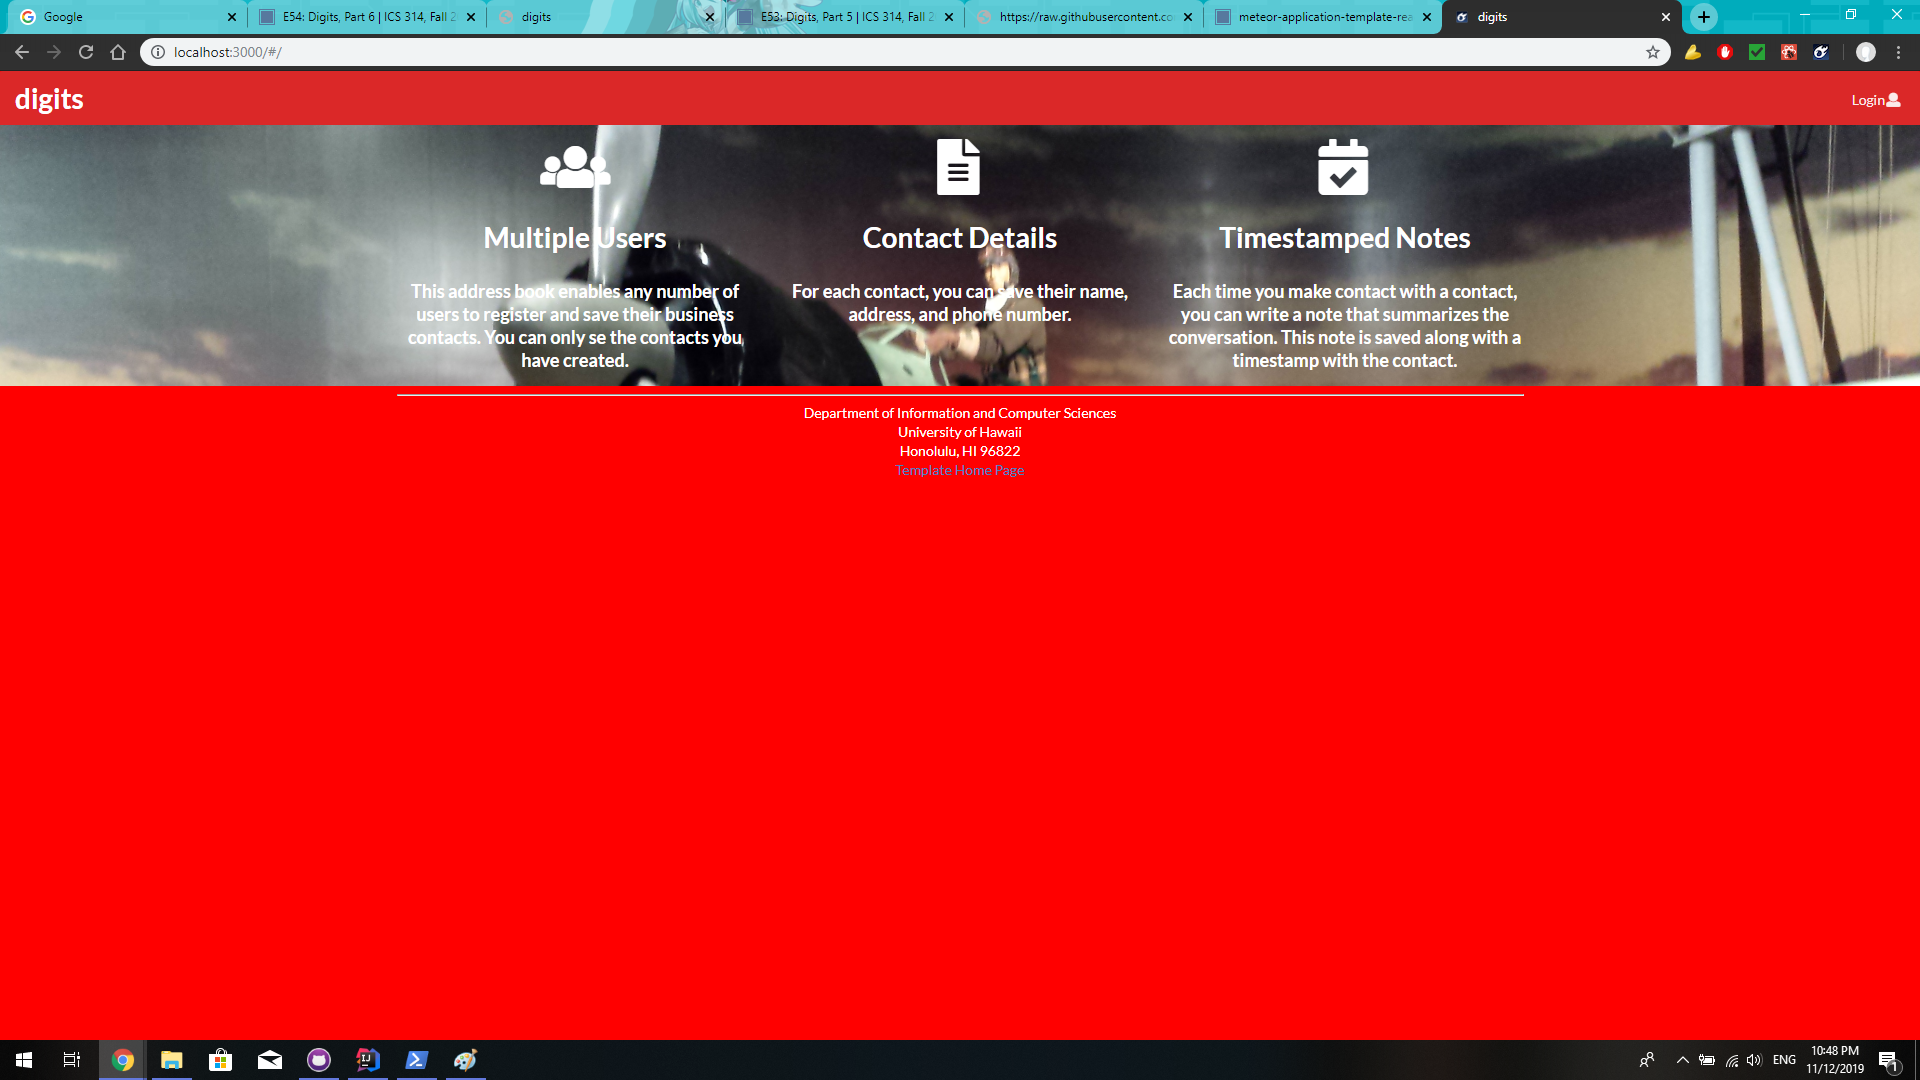 Google
E54: Digits, Part 6 | ICS 314, Fall 2
digits
E53: Digits, Part 5 | ICS 314, Fall 2
https://raw.githubusercontent.co
meteor-application-template-rea
digits
localhost:3000/#/
digits
Login
Multiple Users
This address book enables any number of
users to register and save their business
contacts. You can only se the contacts you
have created.
Contact Details
For each contact, you can save their name,
address, and phone number.
Timestamped Notes
Each time you make contact with a contact,
you can write a note that summarizes the
conversation. This note is saved along with a
timestamp with the contact.
Department of Information and Computer Sciences
University of Hawaii
Honolulu, HI 96822
Template Home Page
ENG
10:48 PM
11/12/2019
1